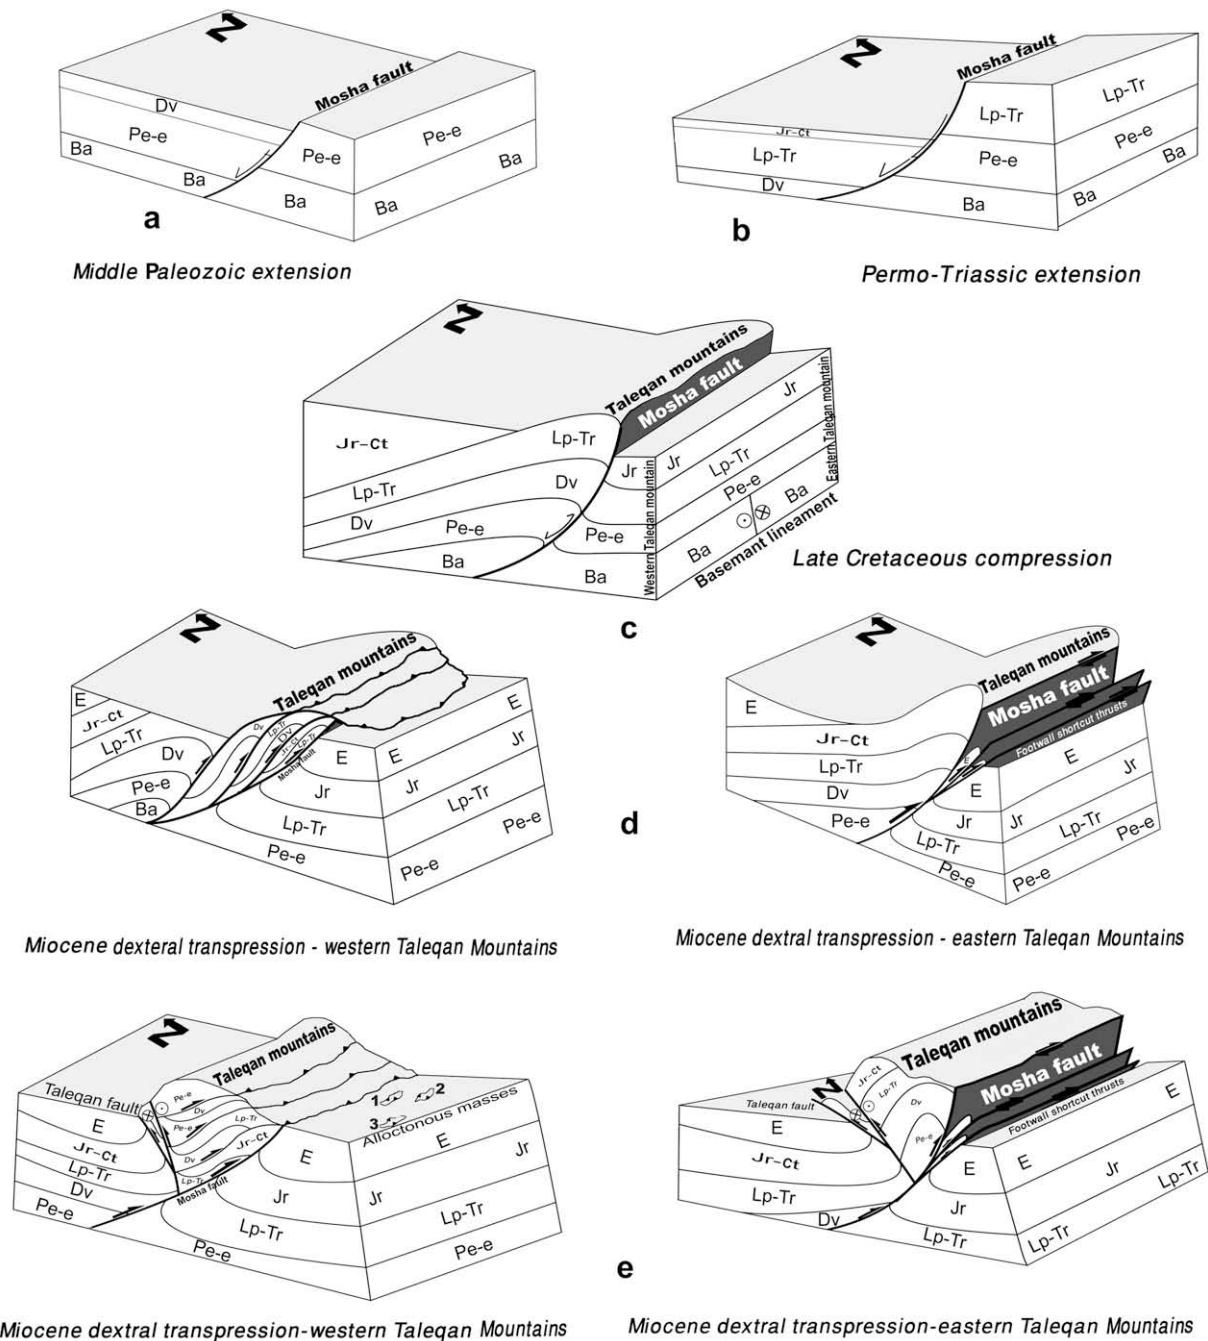 N
Mosha fault
Dv
Pe-e
Pe-e
Pe-e
Ba
Ba
Ba
Ba
Ba
a
Middle Paleozoic extension
N
Mosha fault
Lp-Tr
Lp-Tr
Jr-Ct
Lp-Tr
Pe-e
Dv
Ba
Ba
Ba
b
Permo-Triassic extension
N
Taleqan mountains
Mosha fault
Jr-Ct
Lp-Tr
Jr
Jr
Jr
Lp-Tr
Lp-Tr
Dv
Dv
Pe-e
Pe-e
Pe-e
Ba
Ba
Ba
Ba
Western Taleqan mountain
Eastern Taleqan mountain
Basemant lineament
Late Cretaceous compression
c
N
Taleqan mountains
E
Jr-Ct
Lp-Tr
Dv
Pe-e
Ba
Dv
Lp-Tr
Dv
Jr-Ct
Lp-Tr
Mosha fault
E
E
E
Jr
Jr
Jr
Lp-Tr
Lp-Tr
Pe-e
Pe-e
Pe-e
Miocene dexteral transpression - western Taleqan Mountains
d
N
Taleqan mountains
Mosha fault
Footwall shortcut thrusts
E
Jr-Ct
Lp-Tr
Dv
Pe-e
E
E
E
Jr
Jr
Jr
Lp-Tr
Lp-Tr
Pe-e
Pe-e
Pe-e
Miocene dextral transpression - eastern Taleqan Mountains
N
Taleqan mountains
Taleqan fault
E
Jr-Ct
Lp-Tr
Dv
Pe-e
Pe-e
Dv
Pe-e
Lp-Tr
Jr-Ct
Dv
Lp-Tr
Mosha fault
1
2
3
Alloctonous masses
E
E
Jr
Jr
Jr
Lp-Tr
Lp-Tr
Pe-e
Pe-e
Miocene dextral transpression-western Taleqan Mountains
e
N
Taleqan mountains
Mosha fault
Footwall shortcut thrusts
Taleqan fault
Jr-Ct
Lp-Tr
Dv
Pe-e
E
Jr-Ct
Lp-Tr
Dv
E
E
E
Jr
Jr
Lp-Tr
Lp-Tr
Lp-Tr
Miocene dextral transpression-eastern Taleqan Mountains